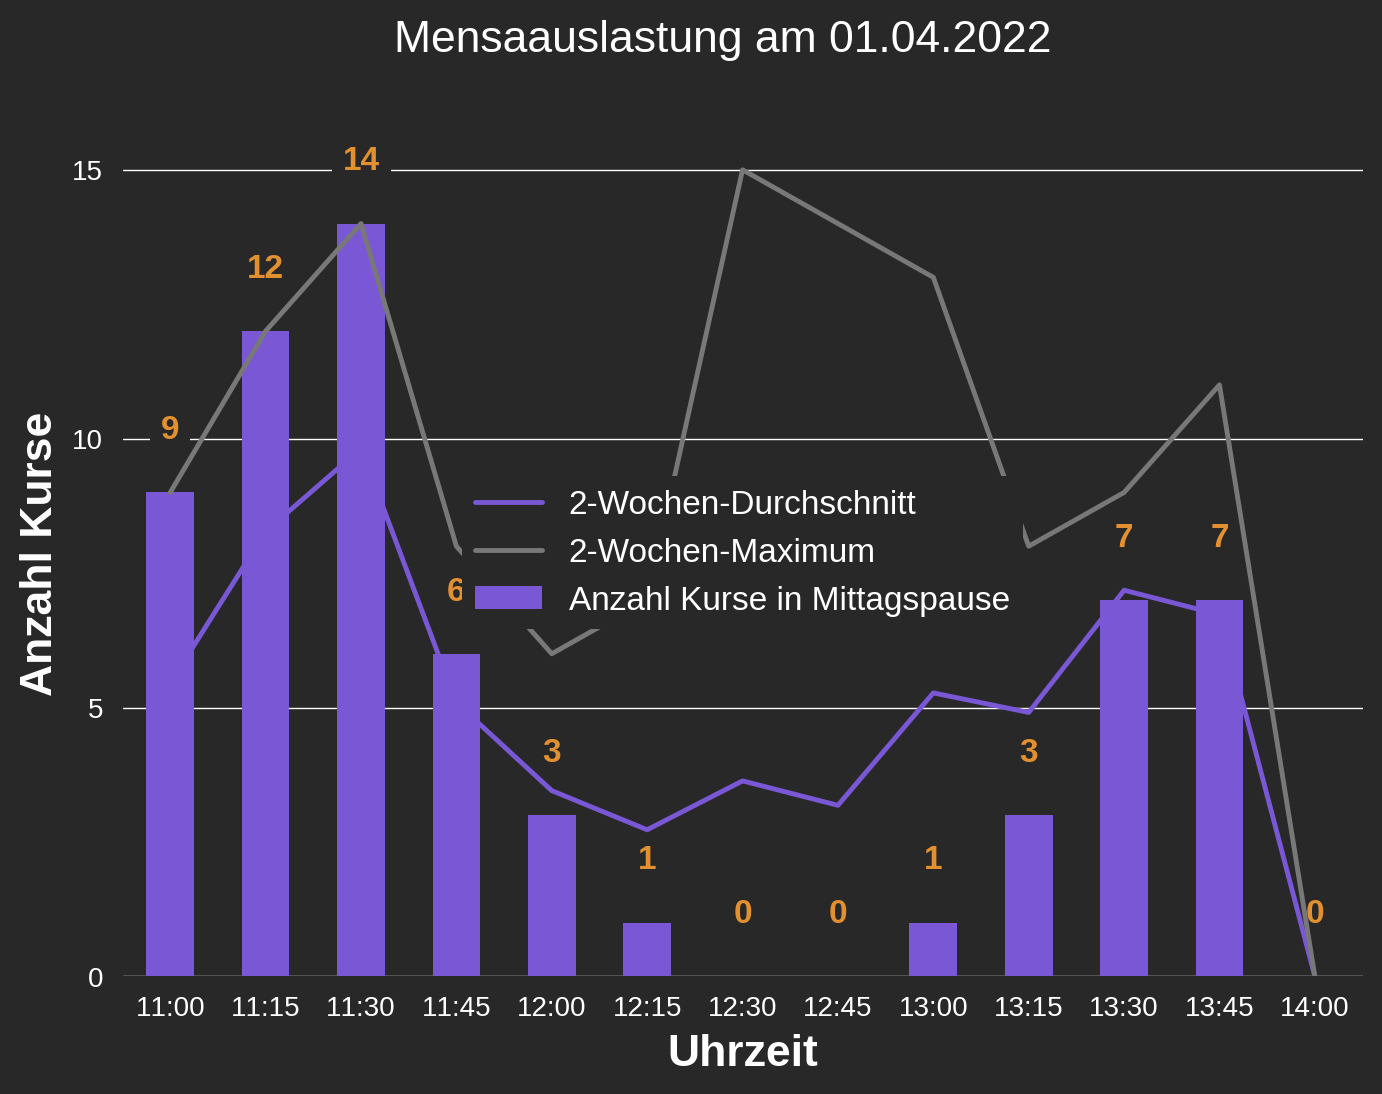 Mensaauslastung am 01.04.2022
Anzahl Kurse
15
10
5
0
14
12
9
6
3
1
0
0
1
3
7
7
0
2-Wochen-Durchschnitt
2-Wochen-Maximum
Anzahl Kurse in Mittagspause
11:00 11:15 11:30 11:45 12:00 12:15 12:30 12:45 13:00 13:15 13:30 13:45 14:00
Uhrzeit